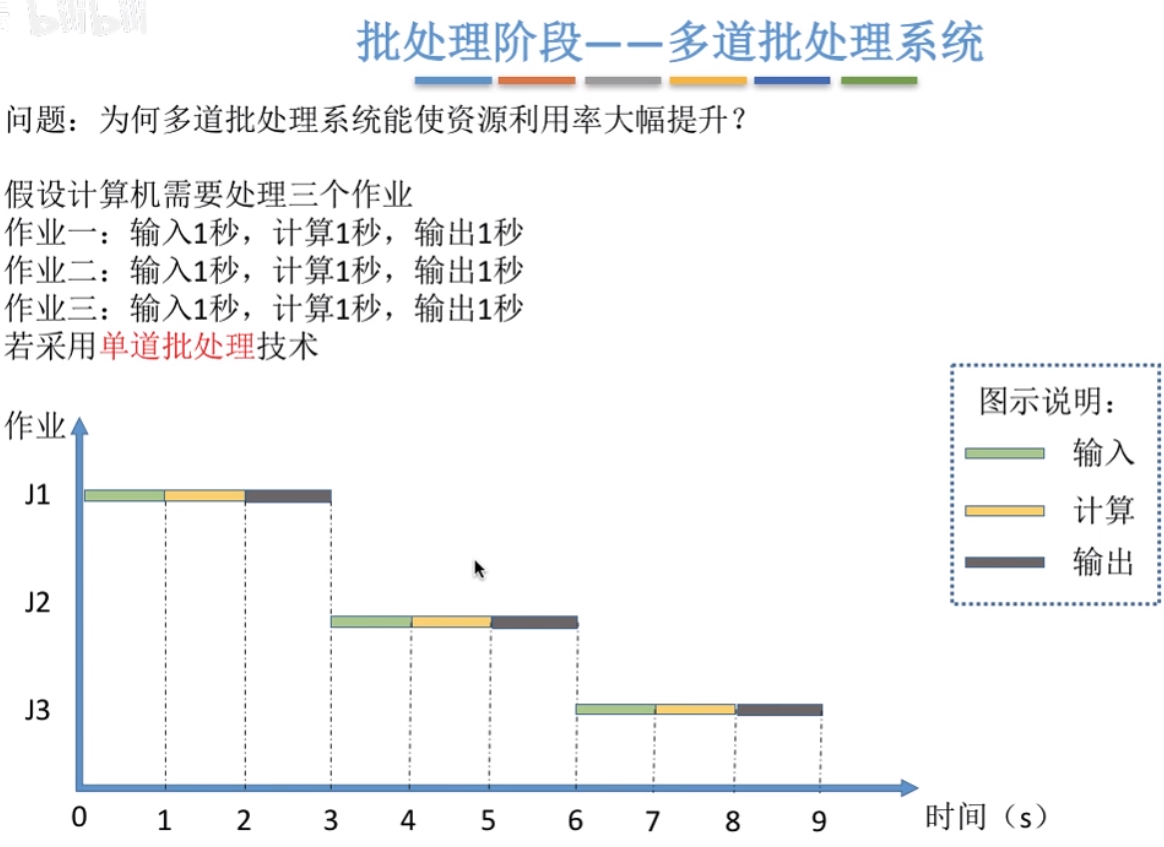 bilibili
批处理阶段——多道批处理系统
问题：为何多道批处理系统能使资源利用率大幅提升？
假设计算机需要处理三个作业
作业一：输入1秒，计算1秒，输出1秒
作业二：输入1秒，计算1秒，输出1秒
作业三：输入1秒，计算1秒，输出1秒
若采用单道批处理技术
图示说明：
输入
计算
输出
作业
J1
J2
J3
0 1 2 3 4 5 6 7 8 9
时间（s）